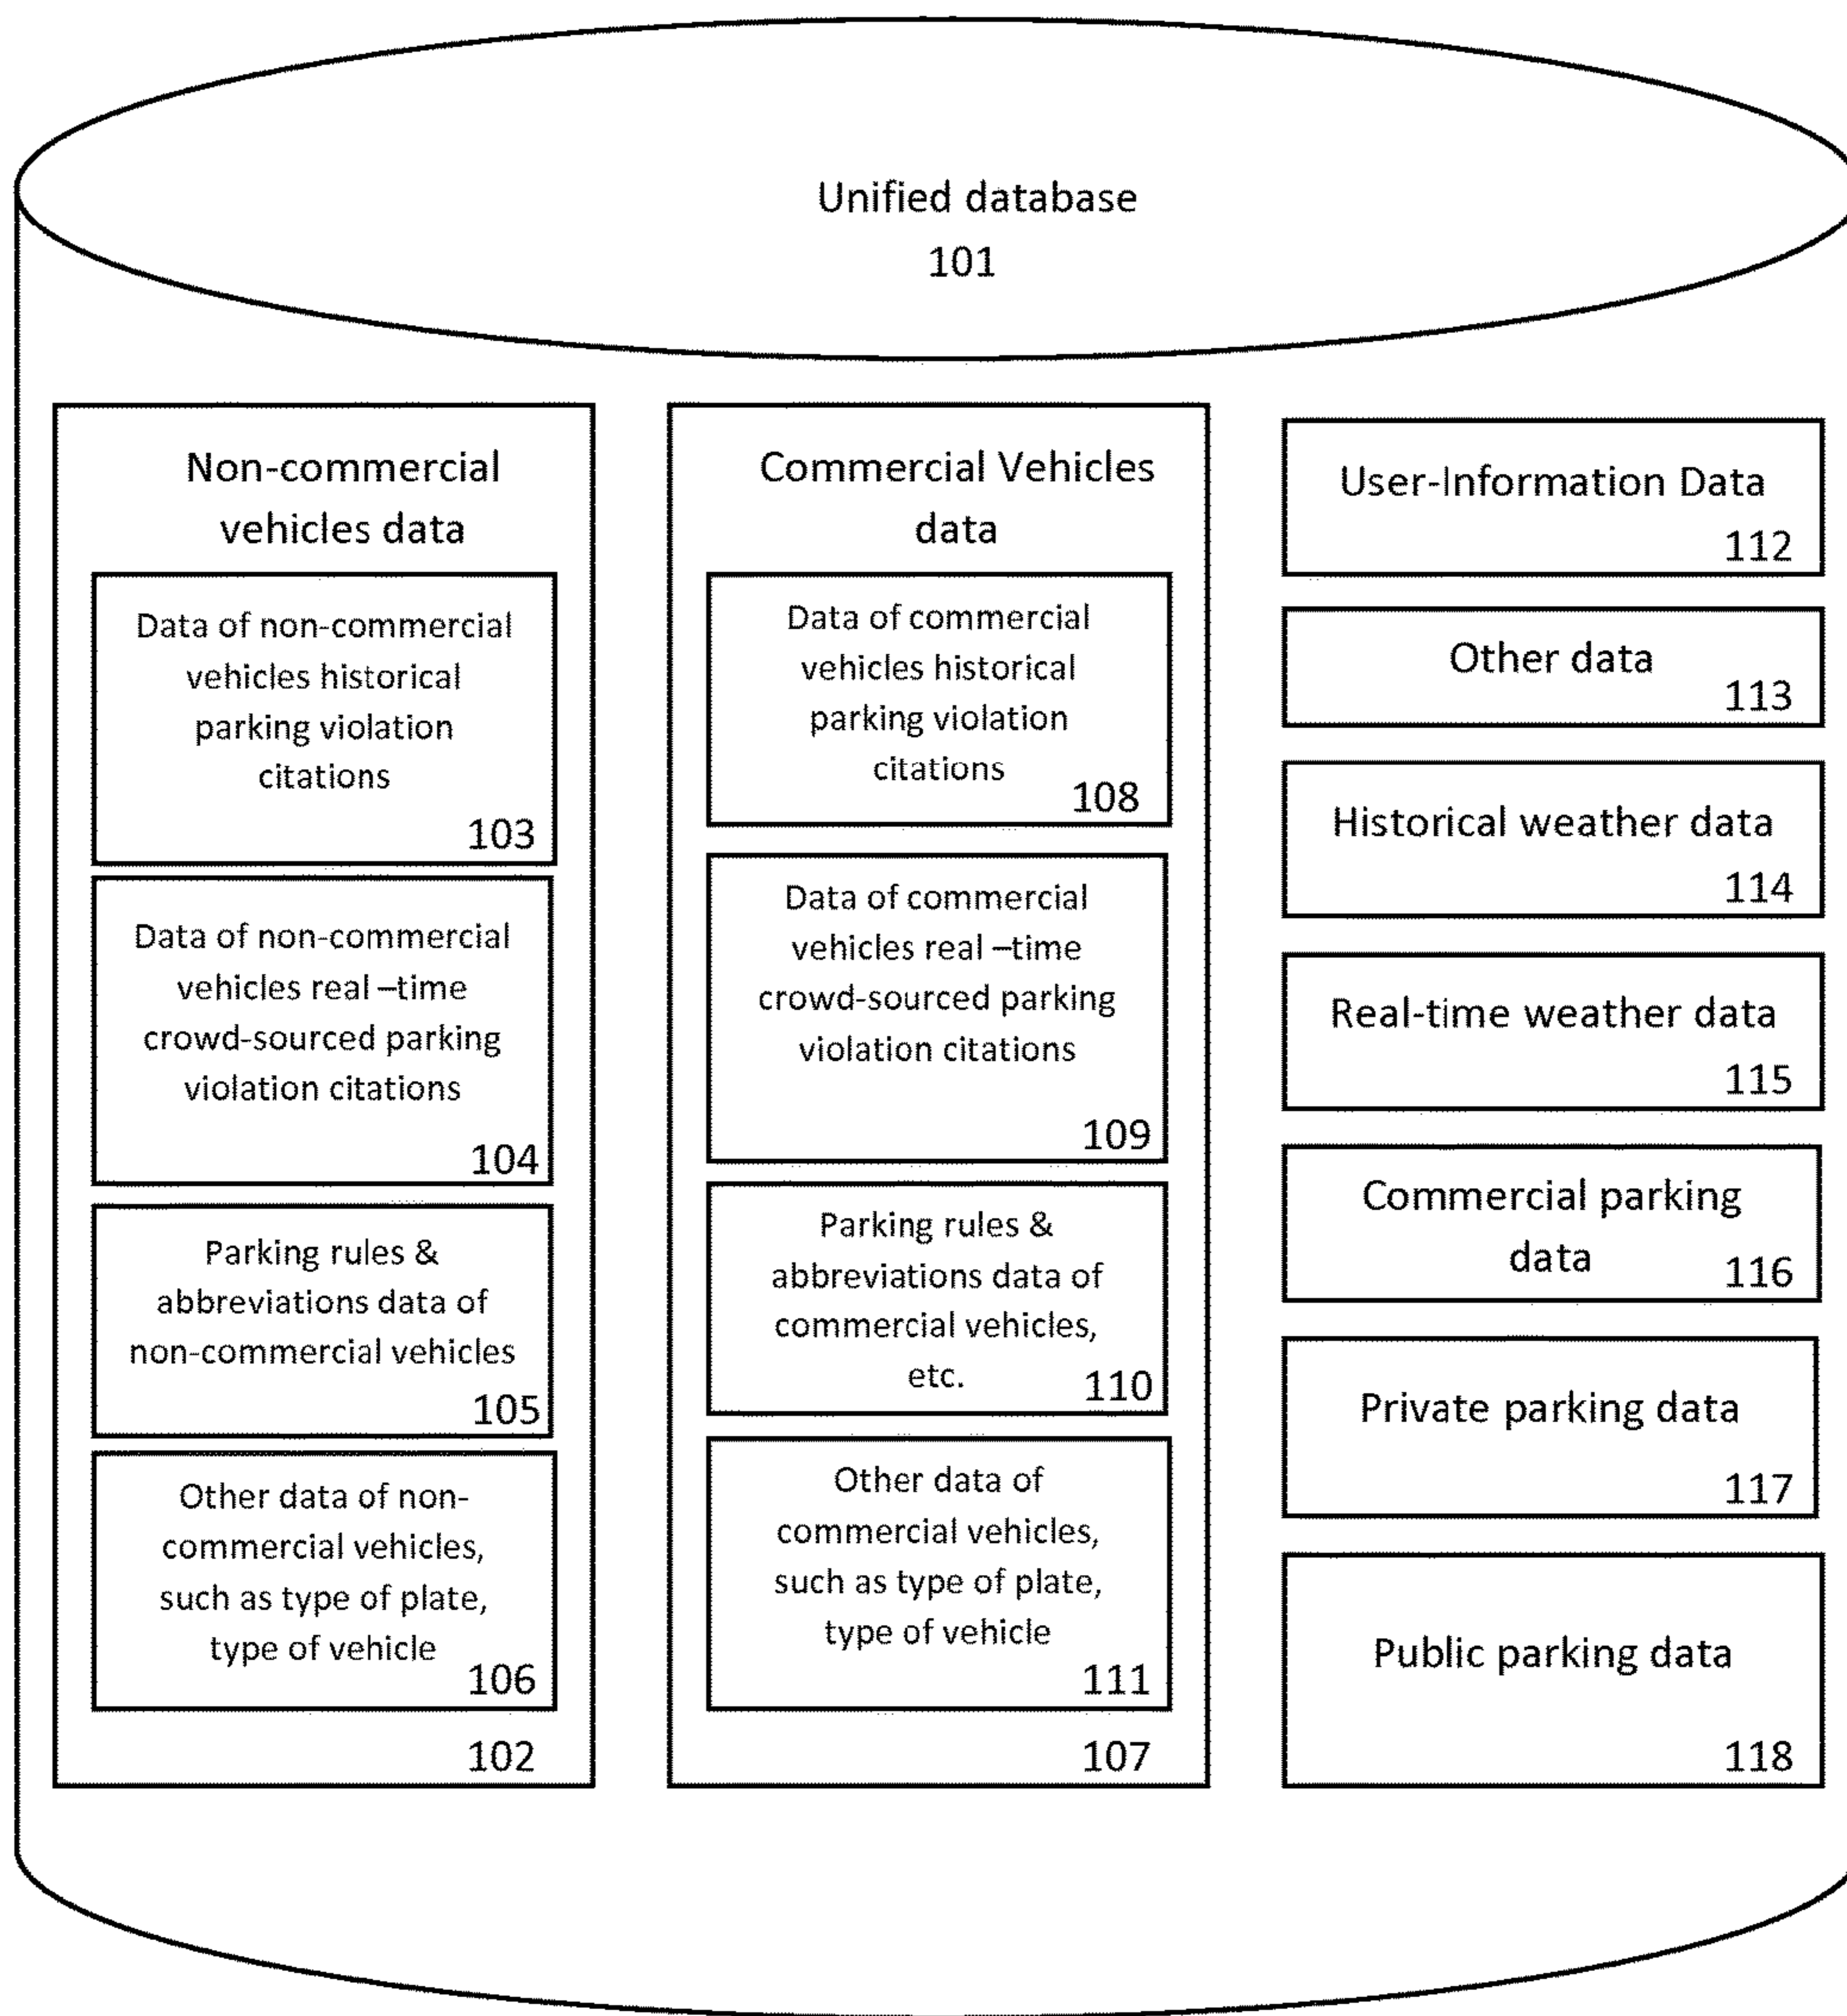 Unified database
101
Non-commercial
vehicles data
Data of non-commercial
vehicles historical
parking violation
citations
103
Data of non-commercial
vehicles real –time
crowd-sourced parking
violation citations
104
Parking rules &
abbreviations data of
non-commercial vehicles
105
Other data of non-
commercial vehicles,
such as type of plate,
type of vehicle
106
102
Commercial Vehicles
data
Data of commercial
vehicles historical
parking violation
citations
108
Data of commercial
vehicles real –time
crowd-sourced parking
violation citations
109
Parking rules &
abbreviations data of
commercial vehicles,
etc.
110
Other data of
commercial vehicles,
such as type of plate,
type of vehicle
111
107
User-Information Data
112
Other data
113
Historical weather data
114
Real-time weather data
115
Commercial parking
data
116
Private parking data
117
Public parking data
118